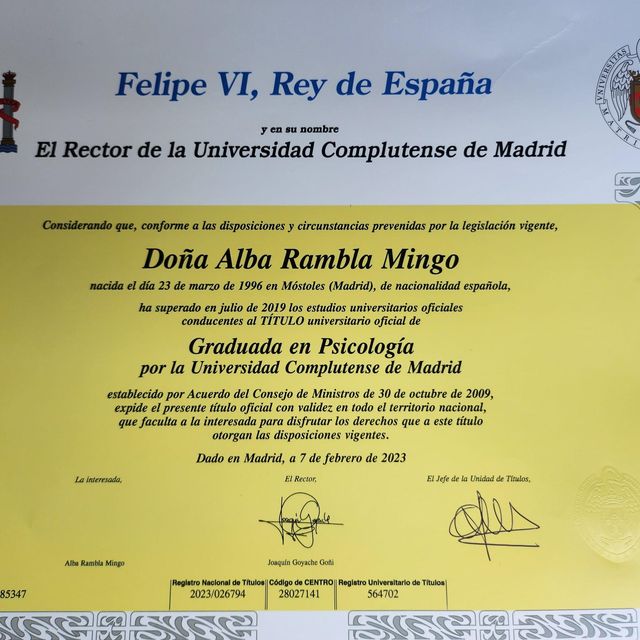 Felipe VI, Rey de España
y en su nombre
El Rector de la Universidad Complutense de Madrid
Considerando que, conforme a las disposiciones y circunstancias prevenidas por la legislación vigente,
Doña Alba Rambla Mingo
nacida el día 23 de marzo de 1996 en Móstoles (Madrid), de nacionalidad española,
ha superado en julio de 2019 los estudios universitarios oficiales
conducentes al TÍTULO universitario oficial de
Graduada en Psicología
por la Universidad Complutense de Madrid
establecido por Acuerdo del Consejo de Ministros de 30 de octubre de 2009,
expide el presente título oficial con validez en todo el territorio nacional,
que faculta a la interesada para disfrutar los derechos que a este título
otorgan las disposiciones vigentes.
Dado en Madrid, a 7 de febrero de 2023
La interesada, El Rector, El Jefe de la Unidad de Títulos,
Alba Rambla Mingo Joaquín Goyache Goñi
Registro Nacional de Títulos Código de CENTRO Registro Universitario de Títulos
85347 2023/026794 28027141 564702